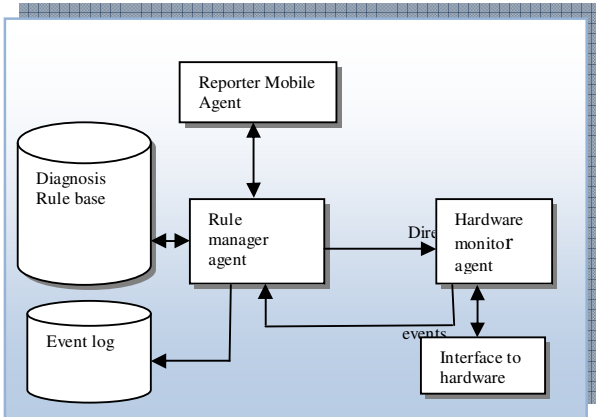 Reporter Mobile
Agent
Diagnosis
Rule base
Rule
manager
agent
Hardware
monitor
agent
events
Event log
Interface to
hardware